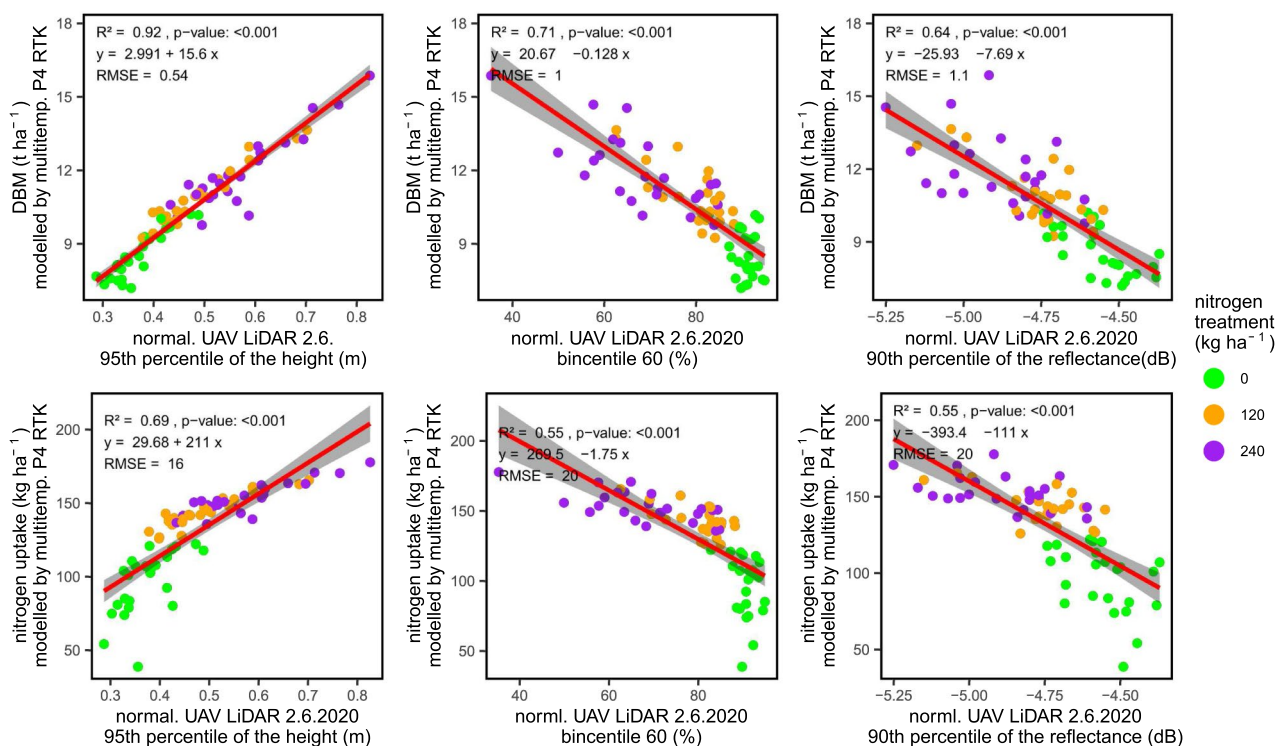 DBM (t ha⁻¹)
modelled by multitemp. P4 RTK
18
15
12
9
R² = 0.92 , p−value: <0.001
y = 2.991 + 15.6 x
RMSE = 0.54
0.3 0.4 0.5 0.6 0.7 0.8
normal. UAV LiDAR 2.6.
95th percentile of the height (m)
DBM (t ha⁻¹)
modelled by multitemp. P4 RTK
18
15
12
9
R² = 0.71 , p−value: <0.001
y = 20.67 −0.128 x
RMSE = 1
40 60 80
norml. UAV LiDAR 2.6.2020
bincentile 60 (%)
DBM (t ha⁻¹)
modelled by multitemp. P4 RTK
18
15
12
9
R² = 0.64 , p−value: <0.001
y = −25.93 −7.69 x
RMSE = 1.1
−5.25 −5.00 −4.75 −4.50
norml. UAV LiDAR 2.6.2020
90th percentile of the reflectance(dB)
nitrogen uptake (kg ha⁻¹)
modelled by multitemp. P4 RTK
200
150
100
50
R² = 0.69 , p−value: <0.001
y = 29.68 + 211 x
RMSE = 16
0.3 0.4 0.5 0.6 0.7 0.8
normal. UAV LiDAR 2.6.2020
95th percentile of the height (m)
nitrogen uptake (kg ha⁻¹)
modelled by multitemp. P4 RTK
200
150
100
50
R² = 0.55 , p−value: <0.001
y = 269.5 −1.75 x
RMSE = 20
40 60 80
norml. UAV LiDAR 2.6.2020
bincentile 60 (%)
nitrogen uptake (kg ha⁻¹)
modelled by multitemp. P4 RTK
200
150
100
50
R² = 0.55 , p−value: <0.001
y = −393.4 −111 x
RMSE = 20
−5.25 −5.00 −4.75 −4.50
norml. UAV LiDAR 2.6.2020
90th percentile of the reflectance (dB)
nitrogen
treatment
(kg ha⁻¹)
0
120
240